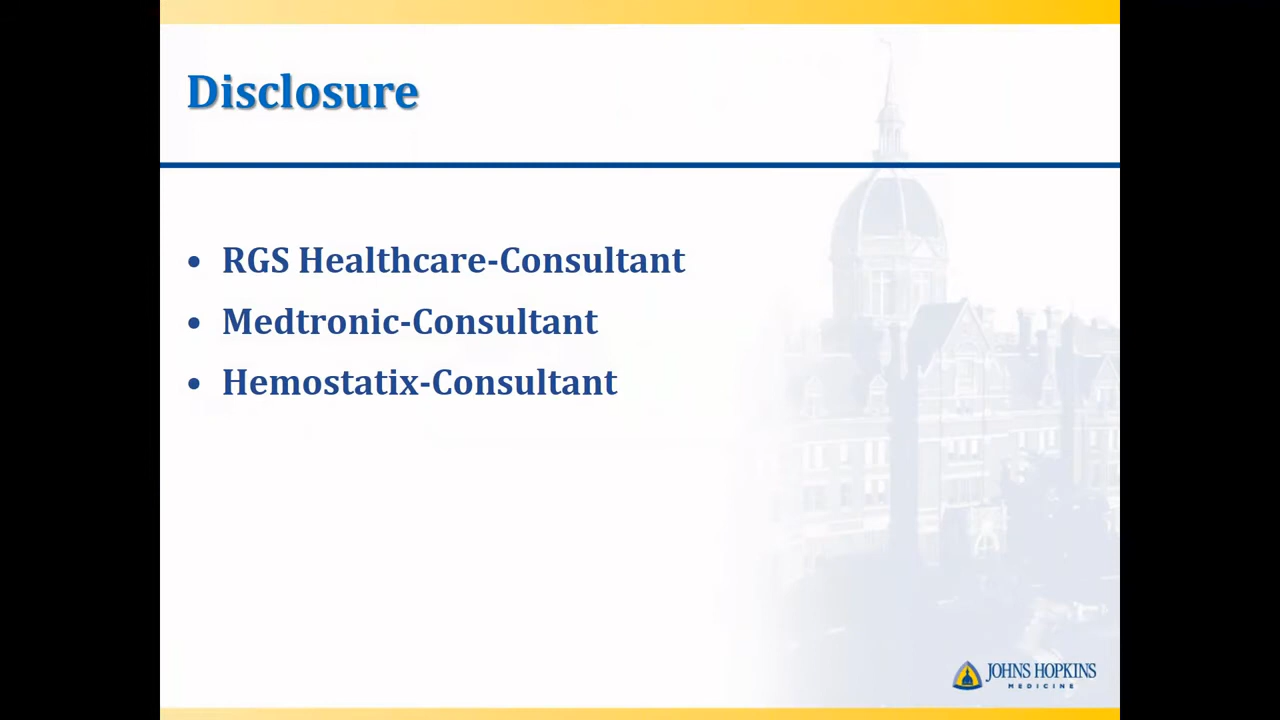 Disclosure
• RGS Healthcare-Consultant
• Medtronic-Consultant
• Hemostatix-Consultant
JOHNS HOPKINS
MEDICINE